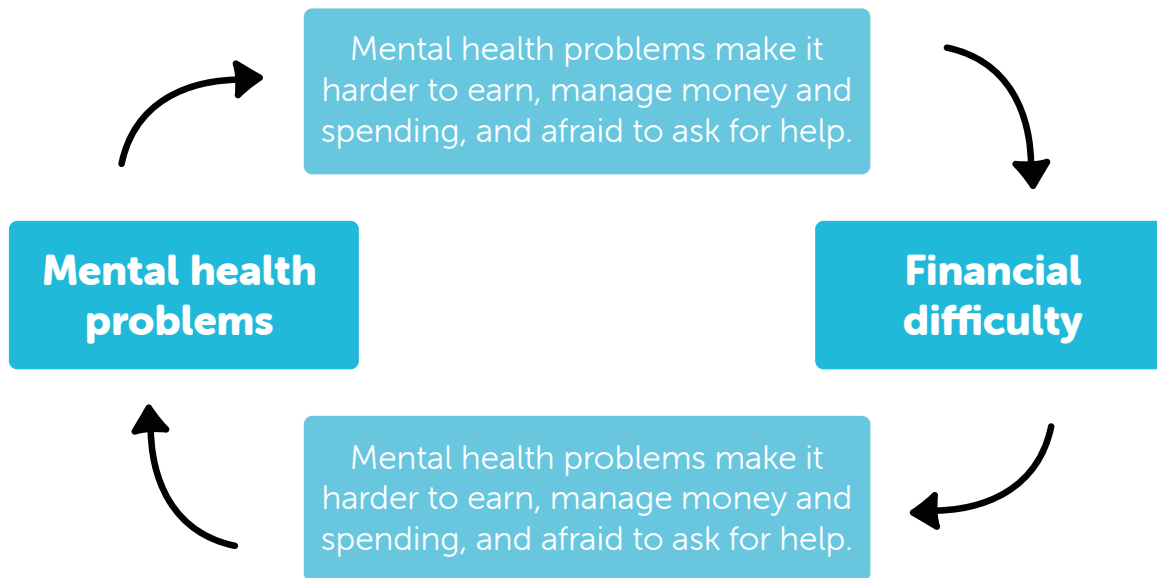 Mental health problems make it
harder to earn, manage money and
spending, and afraid to ask for help.
Mental health
problems
Financial
difficulty
Mental health problems make it
harder to earn, manage money and
spending, and afraid to ask for help.